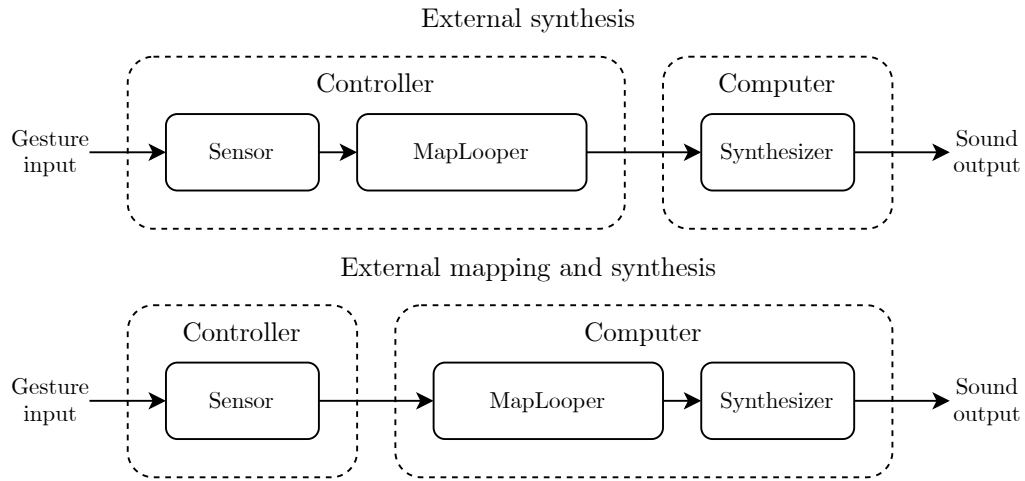 External synthesis
Controller
Computer
Gesture
input
Sensor
MapLooper
Synthesizer
Sound
output
External mapping and synthesis
Controller
Computer
Gesture
input
Sensor
MapLooper
Synthesizer
Sound
output